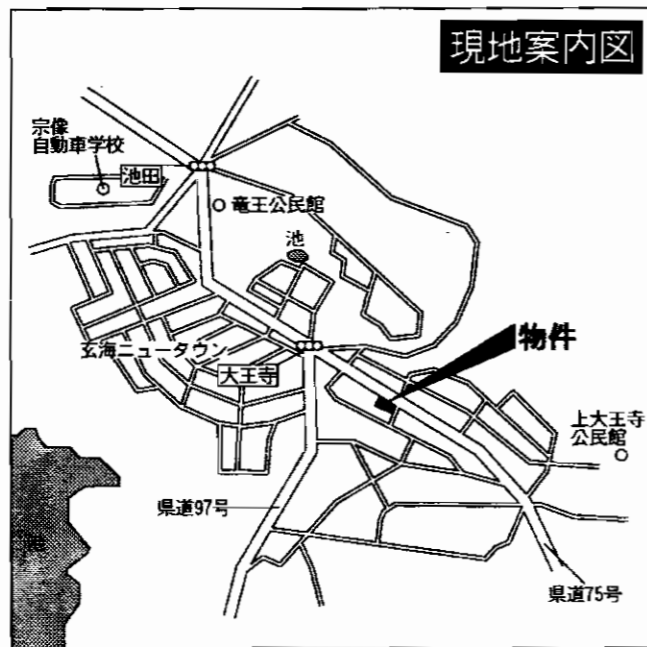 現地案内図
宗像
自動車学校
池田
竜王公民館
池
玄海ニュータウン
物件
大王寺
上大王寺
公民館
県道97号
県道75号